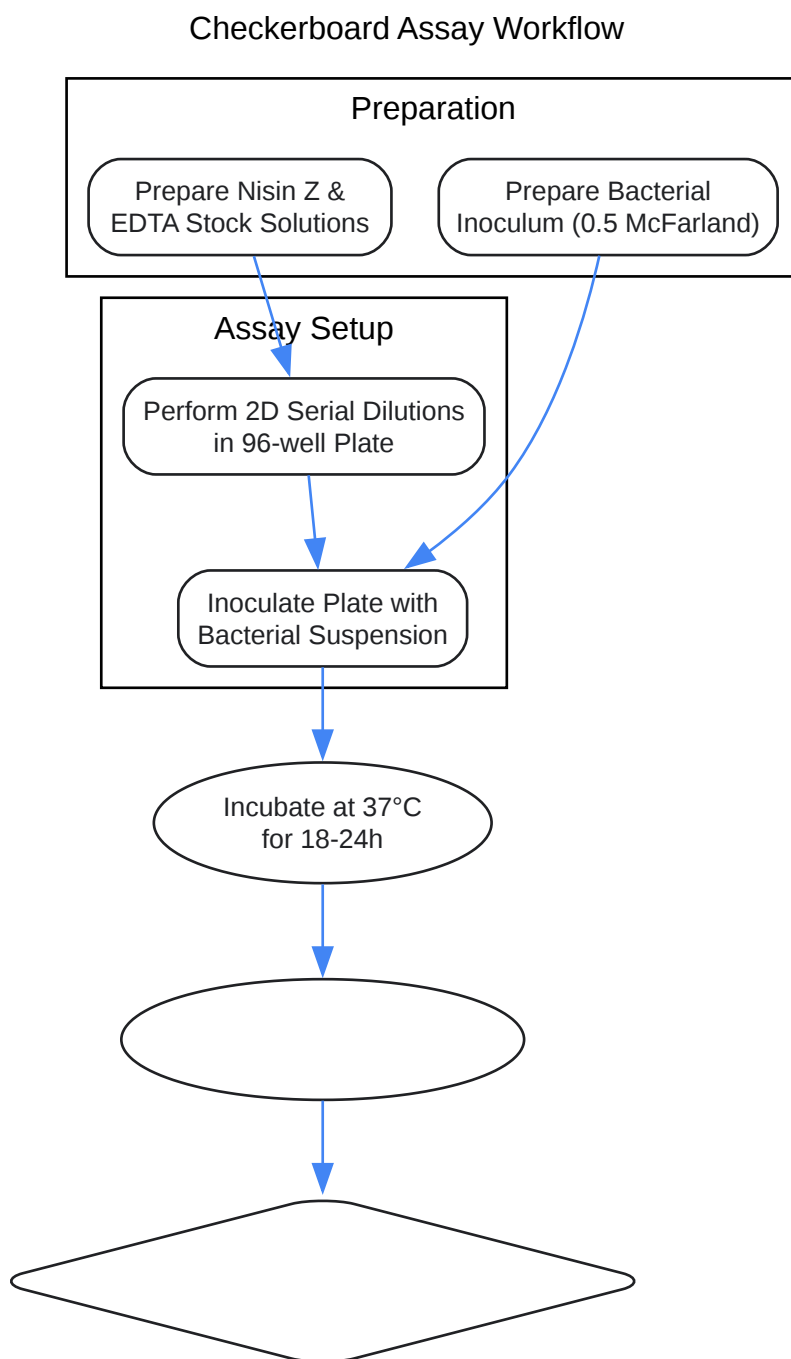 Checkerboard Assay Workflow
Preparation
Prepare Nisin Z &
EDTA Stock Solutions
Prepare Bacterial
Inoculum (0.5 McFarland)
Assay Setup
Perform 2D Serial Dilutions
in 96-well Plate
Inoculate Plate with
Bacterial Suspension
Incubate at 37°C
for 18-24h